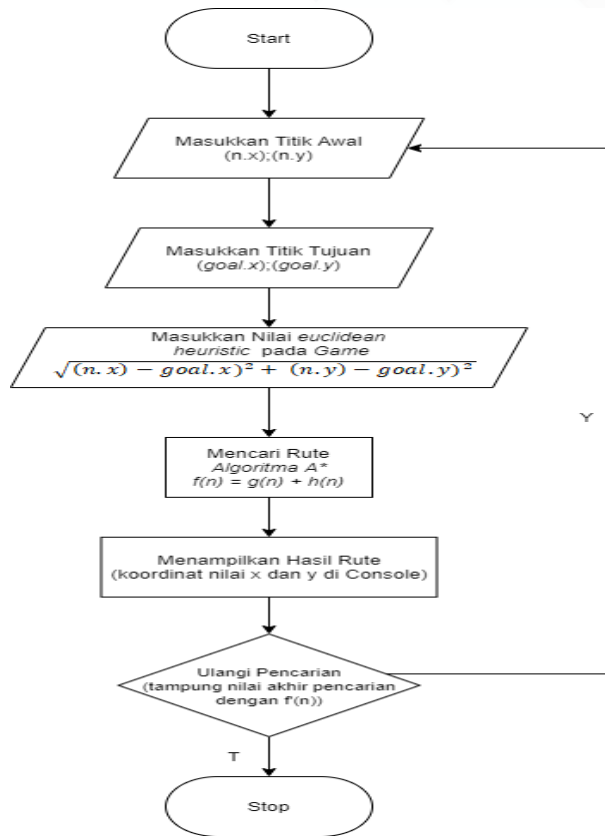 Start
Masukkan Titik Awal
(n.x);(n.y)
Masukkan Titik Tujuan
(goal.x);(goal.y)
Masukkan Nilai euclidean
heuristic pada Game
√(n.x) − goal.x)² + (n.y) − goal.y)²
Y
Mencari Rute
Algoritma A*
f(n) = g(n) + h(n)
Menampilkan Hasil Rute
(koordinat nilai x dan y di Console)
Ulangi Pencarian
(tampung nilai akhir pencarian
dengan f'(n))
T
Stop